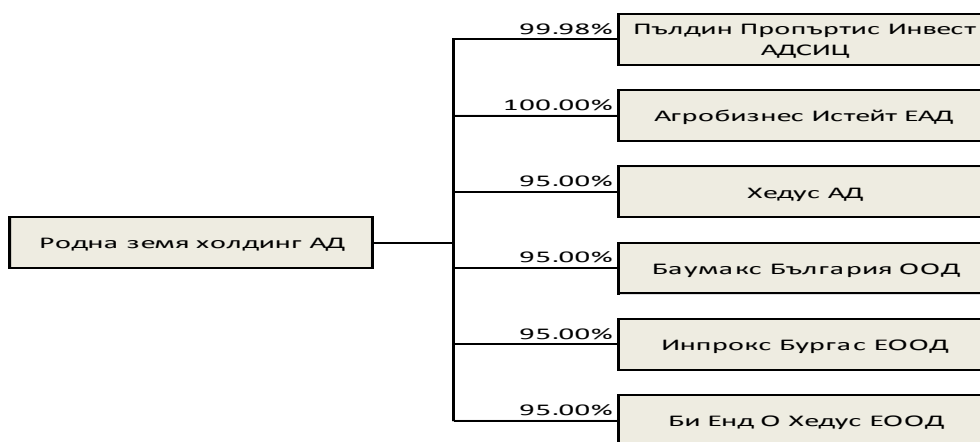 99.98%
Пълдин Пропъртис Инвест
АДСИЦ
100.00%
Агробизнес Истейт ЕАД
95.00%
Хедус АД
Родна земя холдинг АД
95.00%
Баумакс България ООД
95.00%
Инпрокс Бургас ЕООД
95.00%
Би Енд О Хедус ЕООД